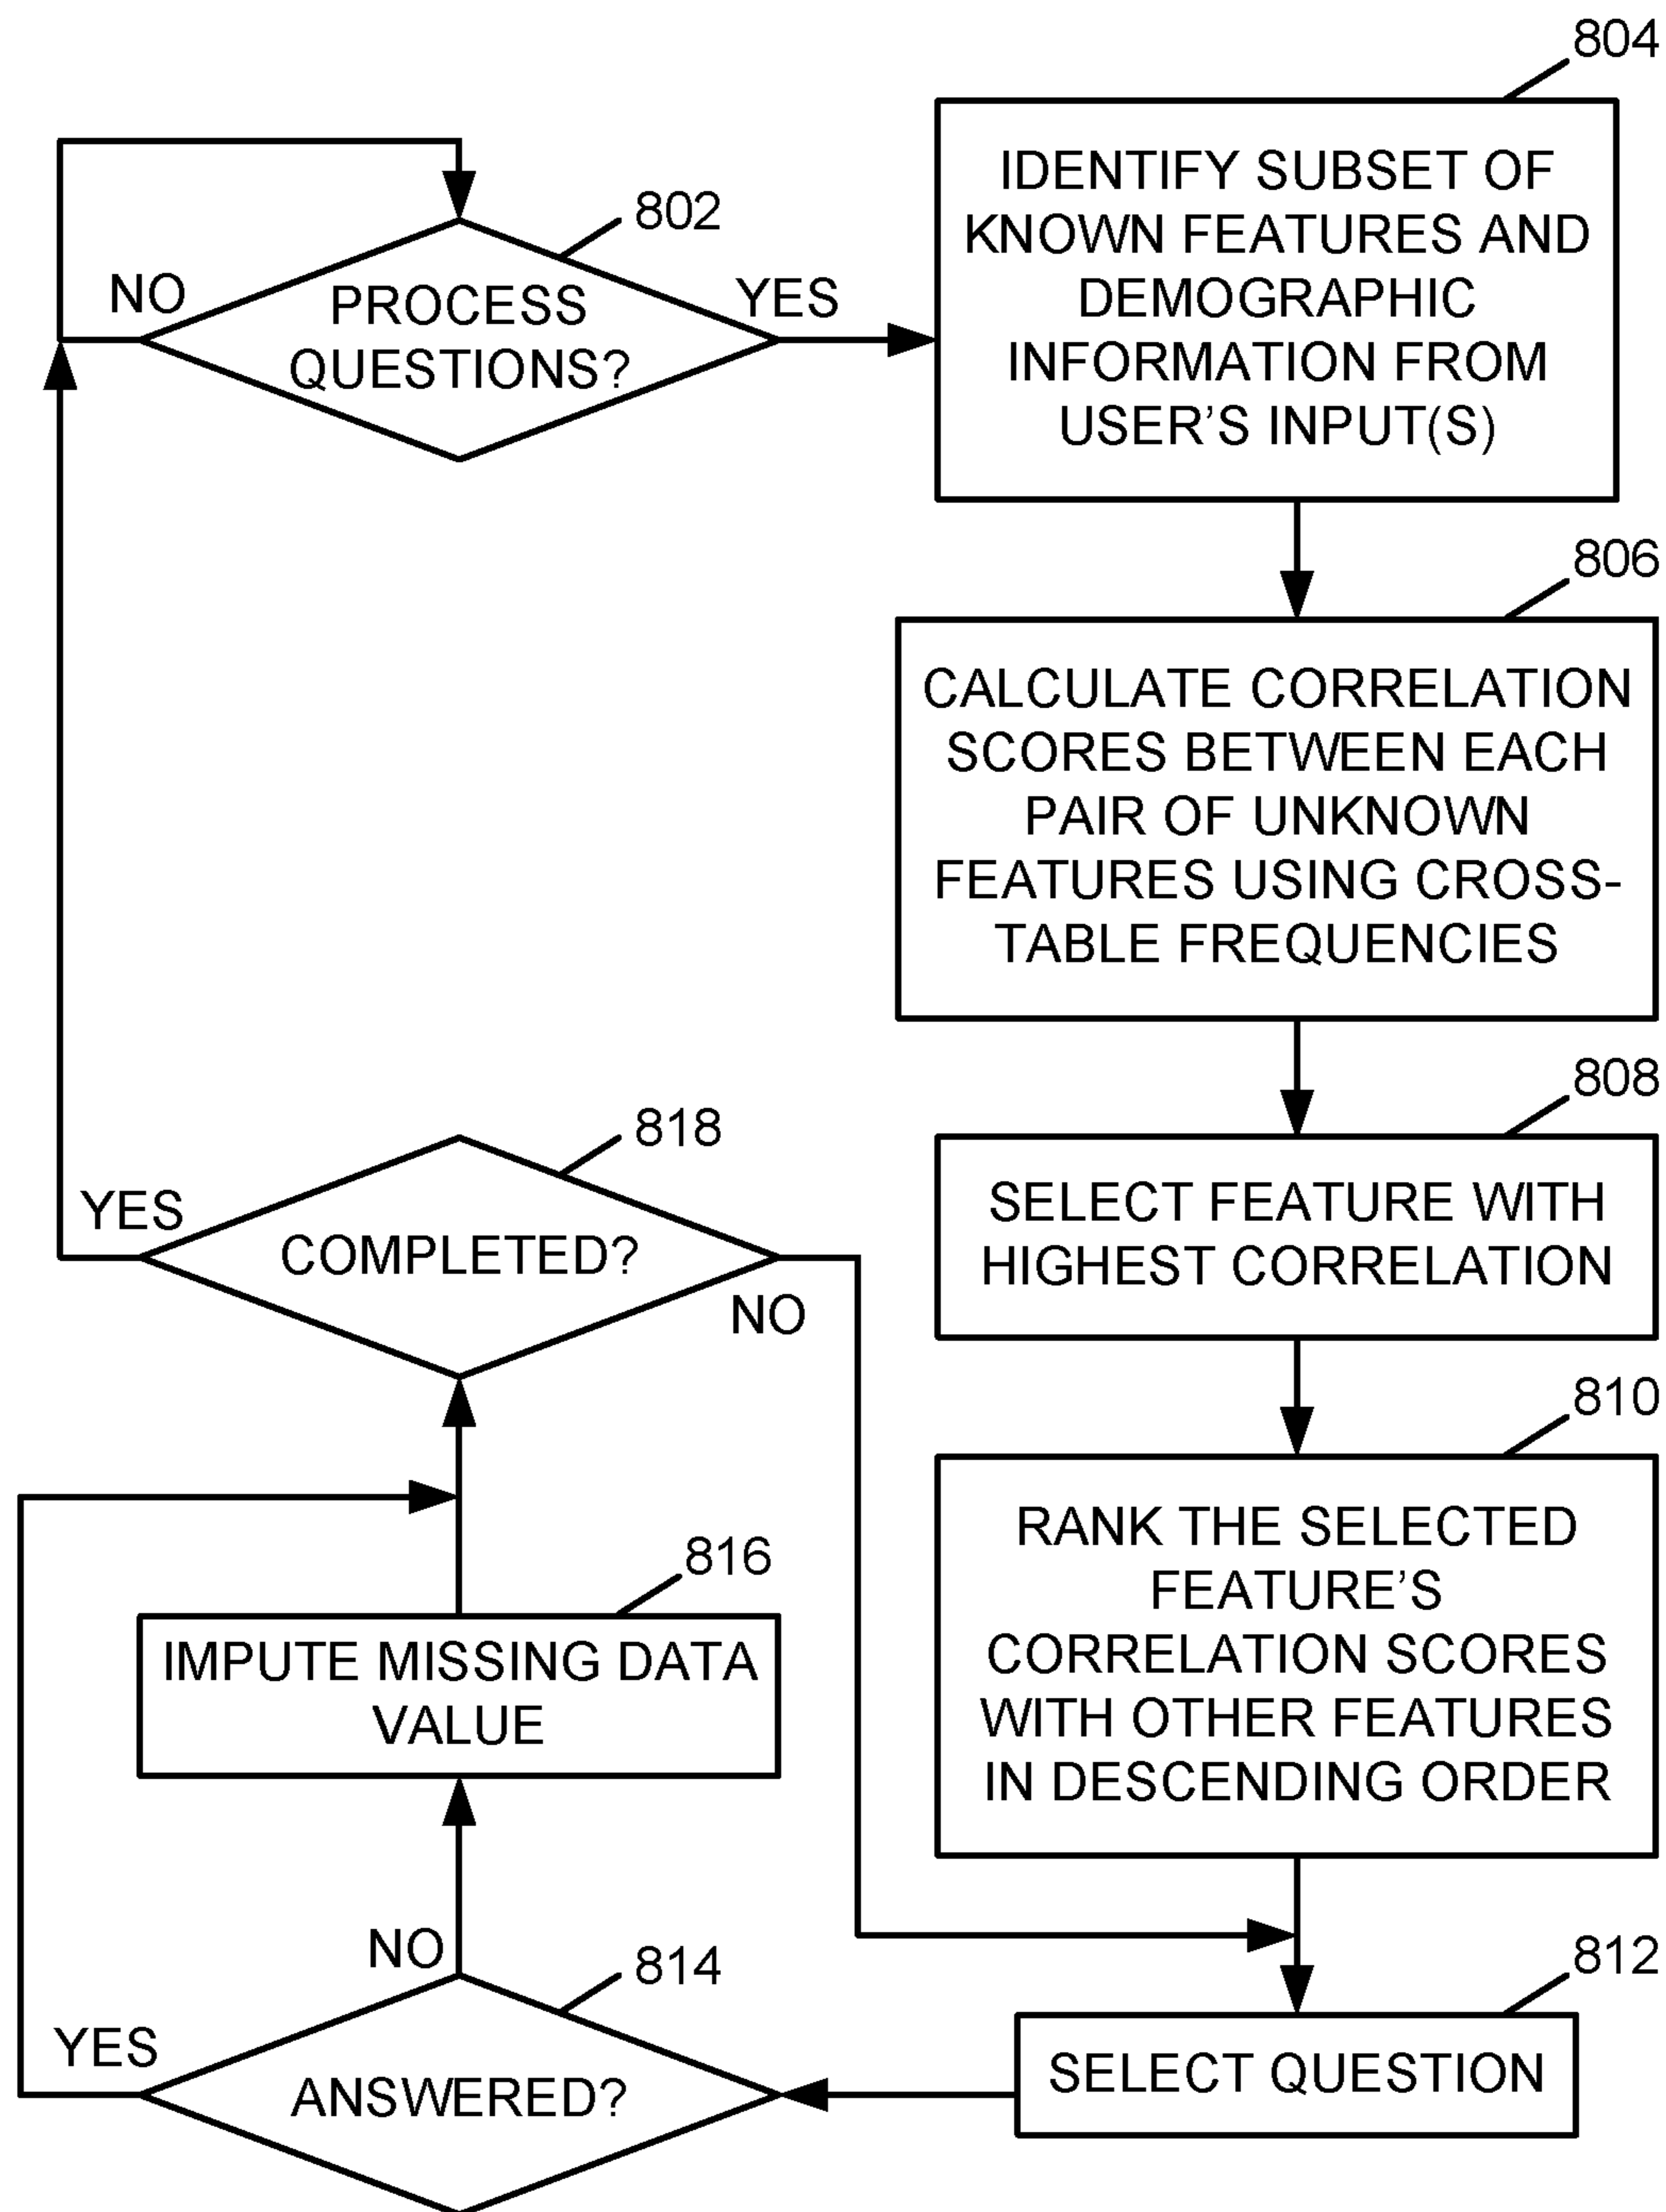 804
IDENTIFY SUBSET OF
KNOWN FEATURES AND
DEMOGRAPHIC
INFORMATION FROM
USER’S INPUT(S)
802
NO
PROCESS
QUESTIONS?
YES
806
CALCULATE CORRELATION
SCORES BETWEEN EACH
PAIR OF UNKNOWN
FEATURES USING CROSS-
TABLE FREQUENCIES
808
SELECT FEATURE WITH
HIGHEST CORRELATION
810
RANK THE SELECTED
FEATURE’S
CORRELATION SCORES
WITH OTHER FEATURES
IN DESCENDING ORDER
812
SELECT QUESTION
814
ANSWERED?
YES
NO
816
IMPUTE MISSING DATA
VALUE
818
COMPLETED?
YES
NO